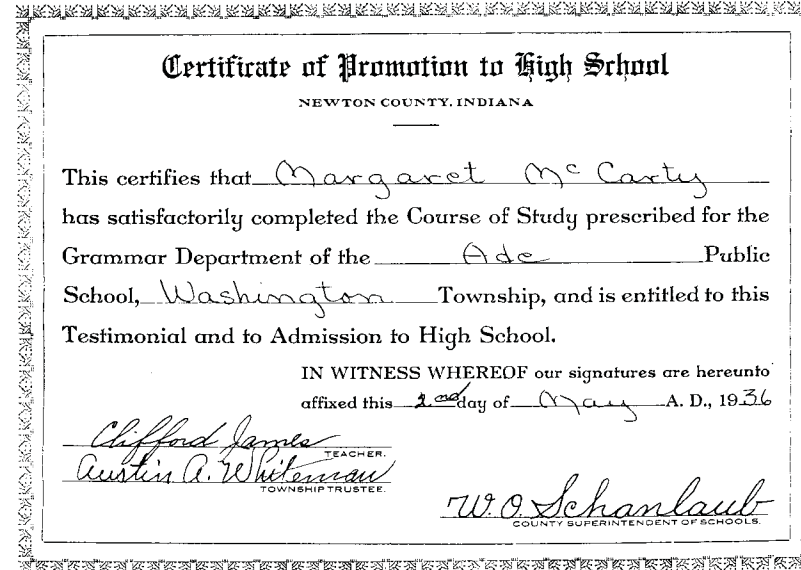 Certificate of Promotion to High School
NEWTON COUNTY, INDIANA
This certifies that Margaret Mc Carty
has satisfactorily completed the Course of Study prescribed for the
Grammar Department of the Ade Public
School, Washington Township, and is entitled to this
Testimonial and to Admission to High School.
IN WITNESS WHEREOF our signatures are hereunto
affixed this 2nd day of May A. D., 1936
Clifford James
TEACHER.
Austin A. Whiteman
TOWNSHIP TRUSTEE.
W. O. Schanlaub
COUNTY SUPERINTENDENT OF SCHOOLS.